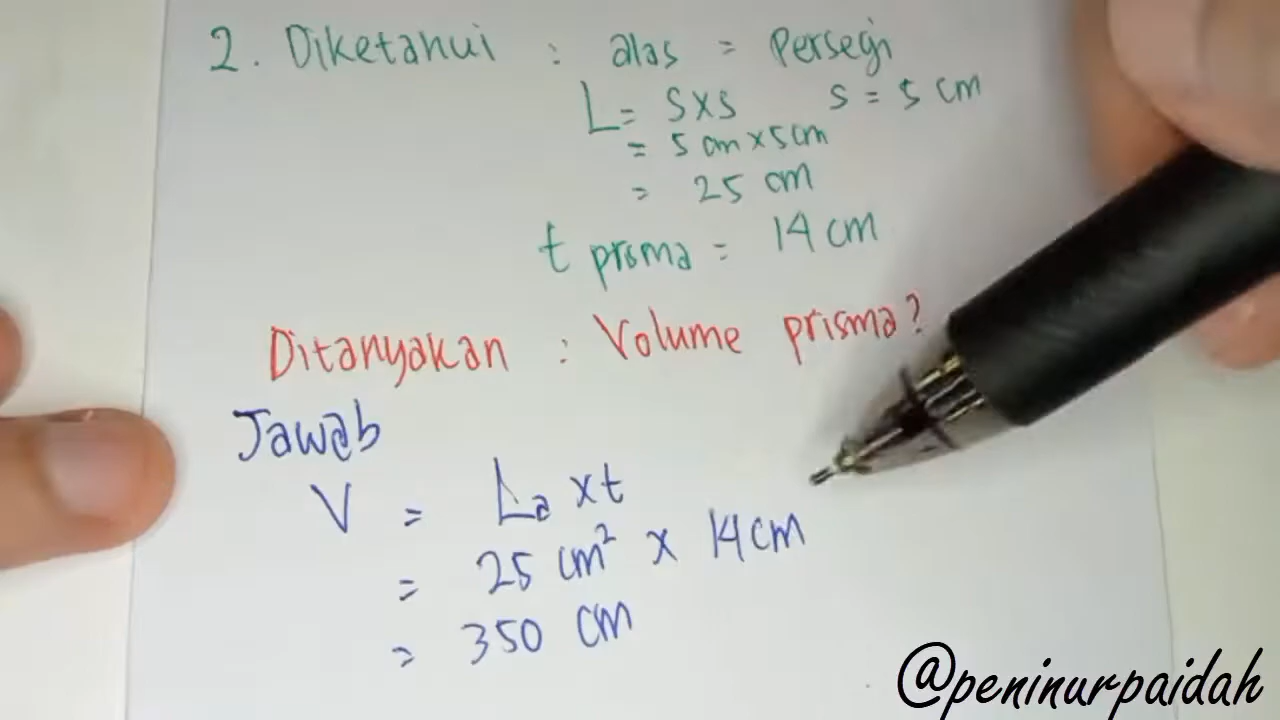 2. Diketahui : alas = Persegi
L = s x s s = 5 cm
= 5 cm x 5 cm
= 25 cm
t prisma = 14 cm
Ditanyakan : Volume prisma?
Jawab
V = La x t
= 25 cm² x 14 cm
= 350 cm
@peninurpaidah